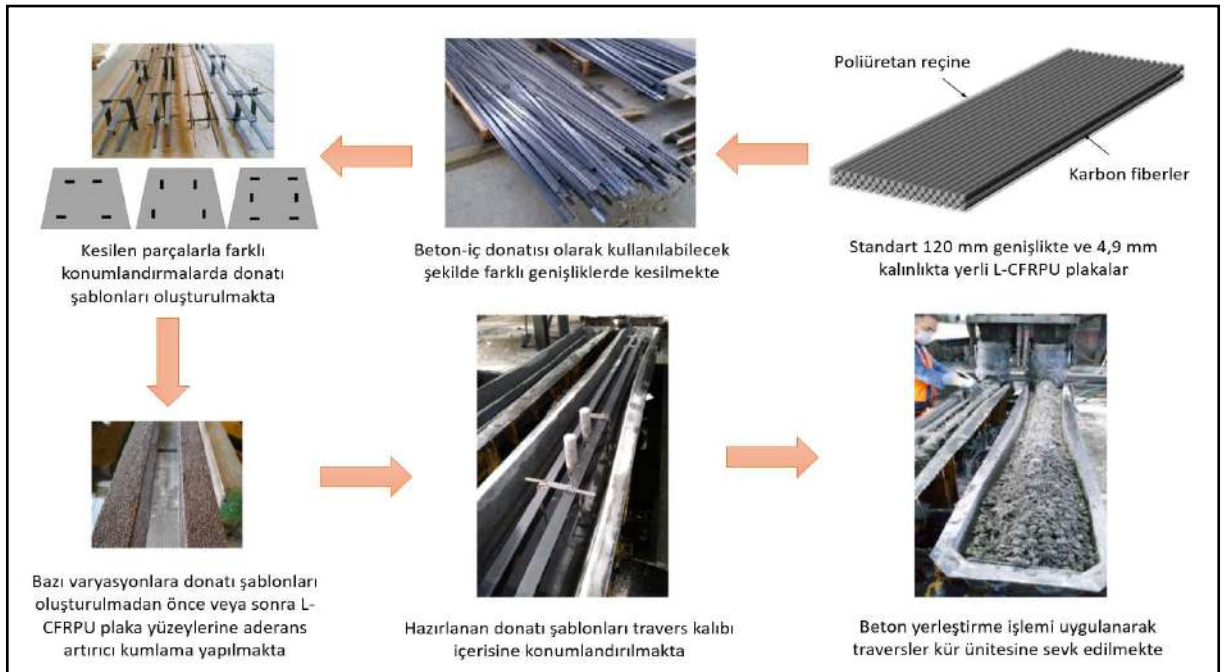 Poliüretan reçine
Karbon fiberler
Standart 120 mm genişlikte ve 4,9 mm
kalınlıkta yerli L-CFRPU plakalar
Beton-iç donatısı olarak kullanılabilecek
şekilde farklı genişliklerde kesilmekte
Kesilen parçalarla farklı
konumlandırmalarda donatı
şablonları oluşturulmakta
Bazı varyasyonlara donatı şablonları
oluşturulmadan önce veya sonra L-
CFRPU plaka yüzeylerine aderans
artırıcı kumlama yapılmakta
Hazırlanan donatı şablonları travers kalıbı
içerisine konumlandırılmakta
Beton yerleştirme işlemi uygulanarak
traversler kür ünitesine sevk edilmekte